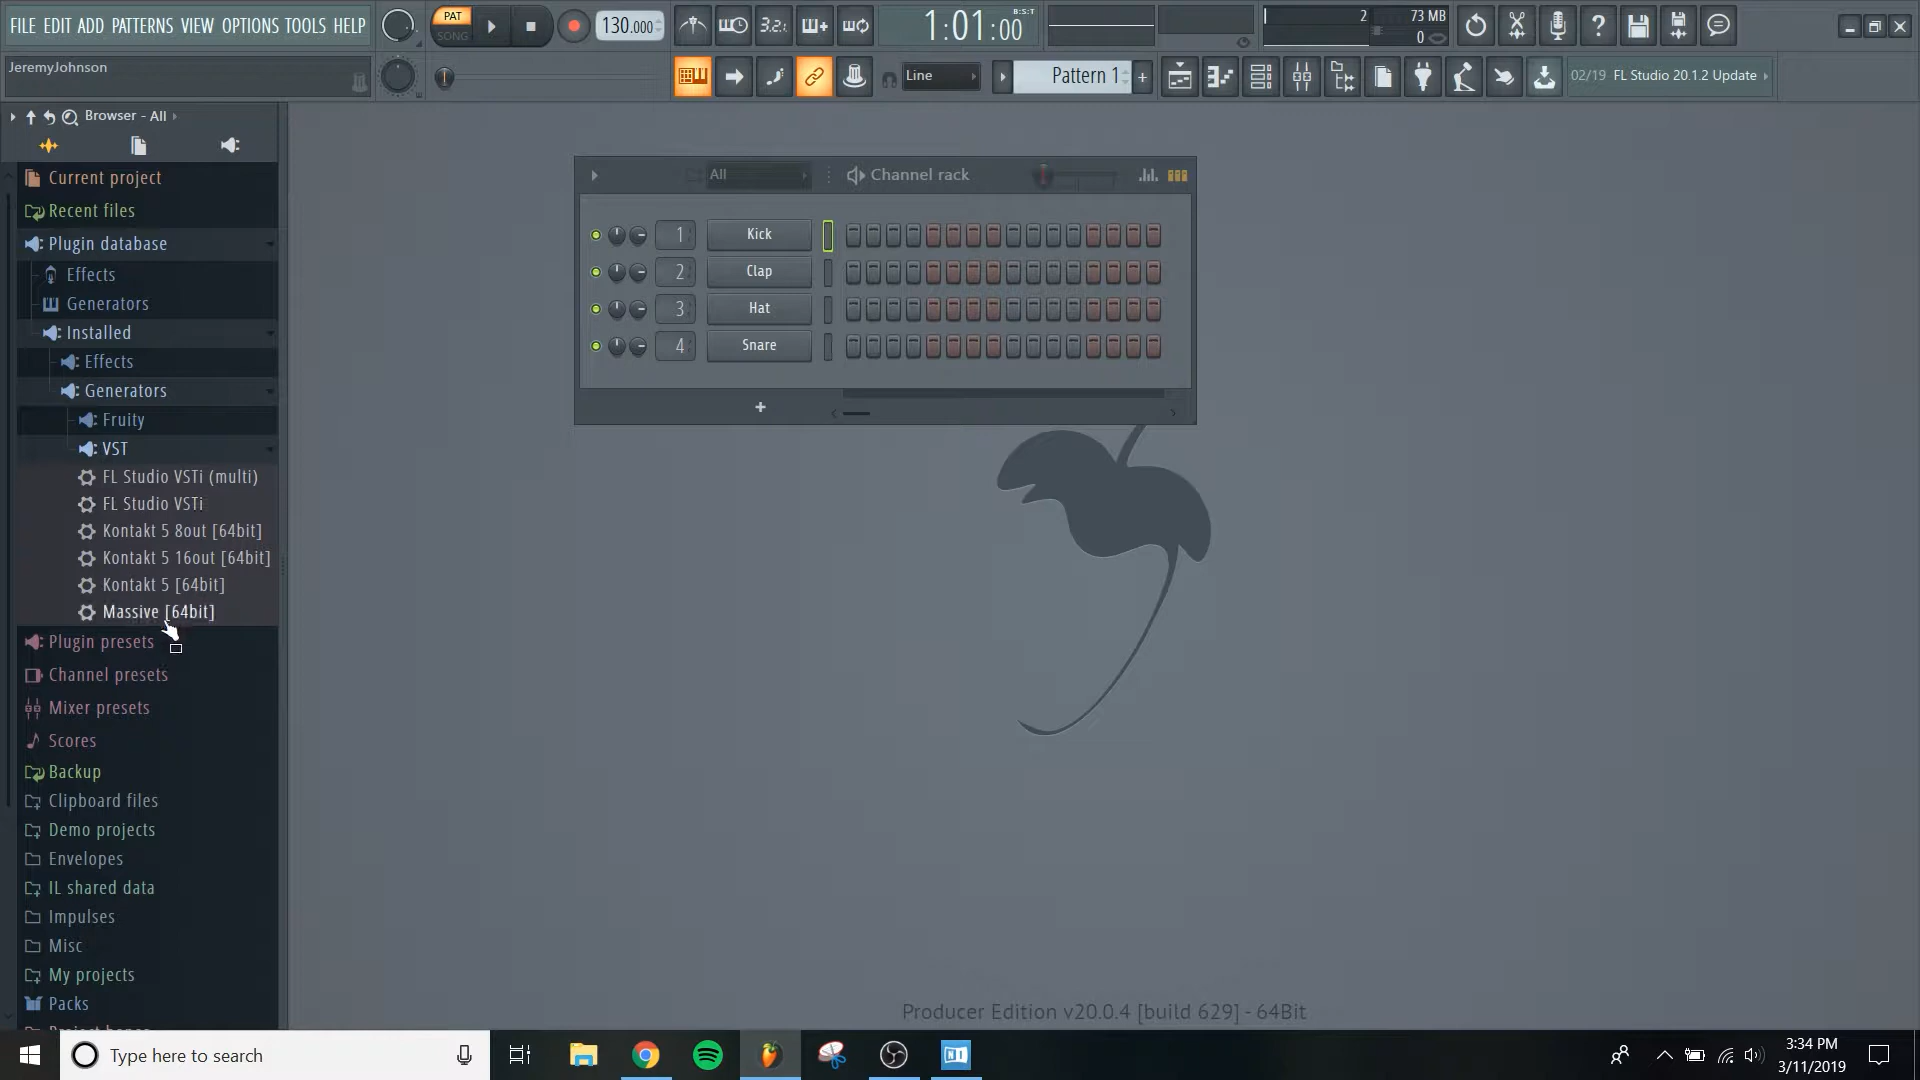 FILE EDIT ADD PATTERNS VIEW OPTIONS TOOLS HELP
PAT
SONG
130.000
3.2.
1:01:00
B:S:T
2
73 MB
0
JeremyJohnson
Line
Pattern 1
+
02/19 FL Studio 20.1.2 Update
Browser - All
Current project
Recent files
Plugin database
Effects
Generators
Installed
Effects
Generators
Fruity
VST
FL Studio VSTi (multi)
FL Studio VSTi
Kontakt 5 8out [64bit]
Kontakt 5 16out [64bit]
Kontakt 5 [64bit]
Massive [64bit]
Plugin presets
Channel presets
Mixer presets
Scores
Backup
Clipboard files
Demo projects
Envelopes
IL shared data
Impulses
Misc
My projects
Packs
All
Channel rack
1 Kick
2 Clap
3 Hat
4 Snare
+
Producer Edition v20.0.4 [build 629] - 64Bit
Type here to search
3:34 PM
3/11/2019